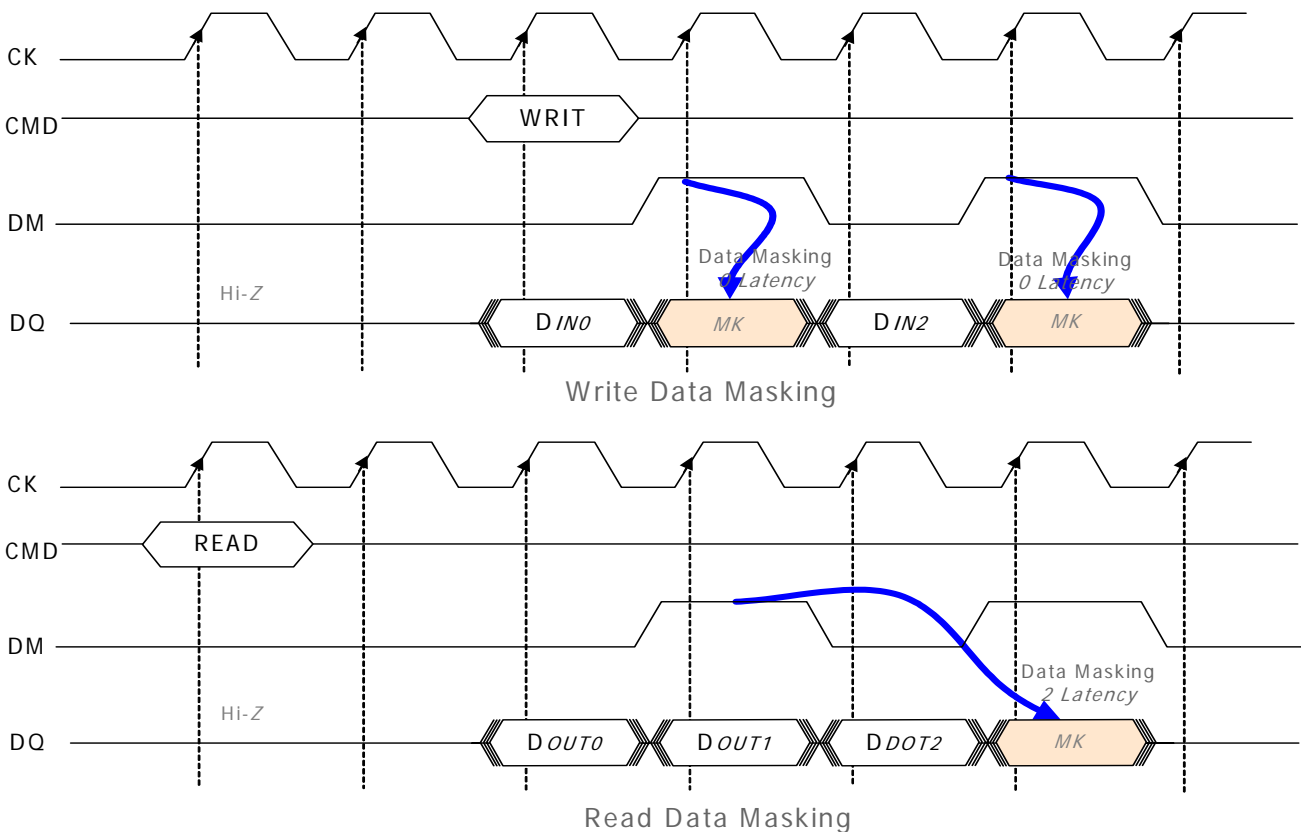 CK
CMD
WRIT
DM
Data Masking
0 Latency
Data Masking
0 Latency
Hi-Z
DQ
DIN0
MK
DIN2
MK
Write Data Masking
CK
CMD
READ
DM
Data Masking
2 Latency
Hi-Z
DQ
DOUT0
DOUT1
DDOT2
MK
Read Data Masking